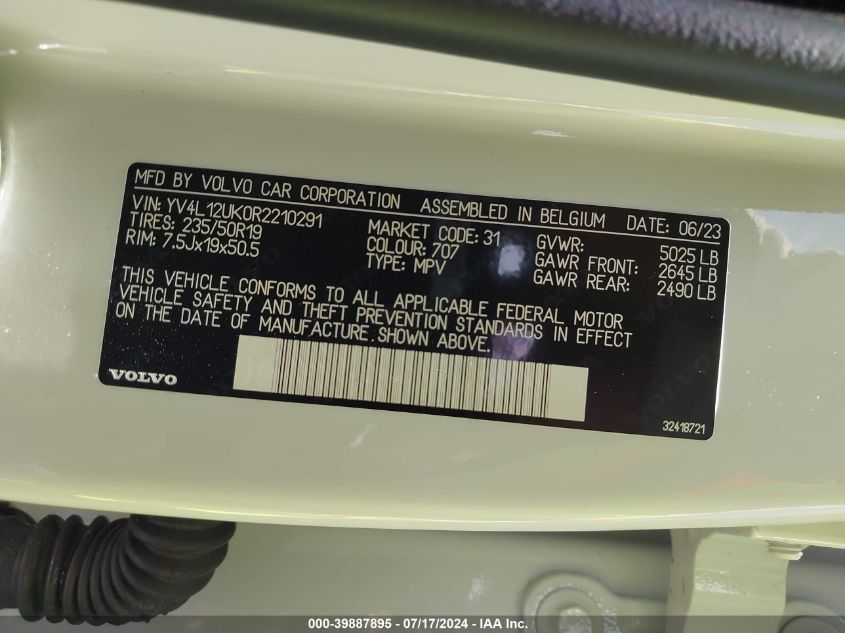 MFD BY VOLVO CAR CORPORATION ASSEMBLED IN BELGIUM DATE: 06/23
VIN: YV4L12UK0R2210291
TIRES: 235/50R19
RIM: 7.5Jx19x50.5
MARKET CODE: 31
COLOUR: 707
TYPE: MPV
GVWR: 5025 LB
GAWR FRONT: 2645 LB
GAWR REAR: 2490 LB
THIS VEHICLE CONFORMS TO ALL APPLICABLE FEDERAL MOTOR
VEHICLE SAFETY AND THEFT PREVENTION STANDARDS IN EFFECT
ON THE DATE OF MANUFACTURE SHOWN ABOVE.
VOLVO
32418721
000-39887895 - 07/17/2024 - IAA Inc.